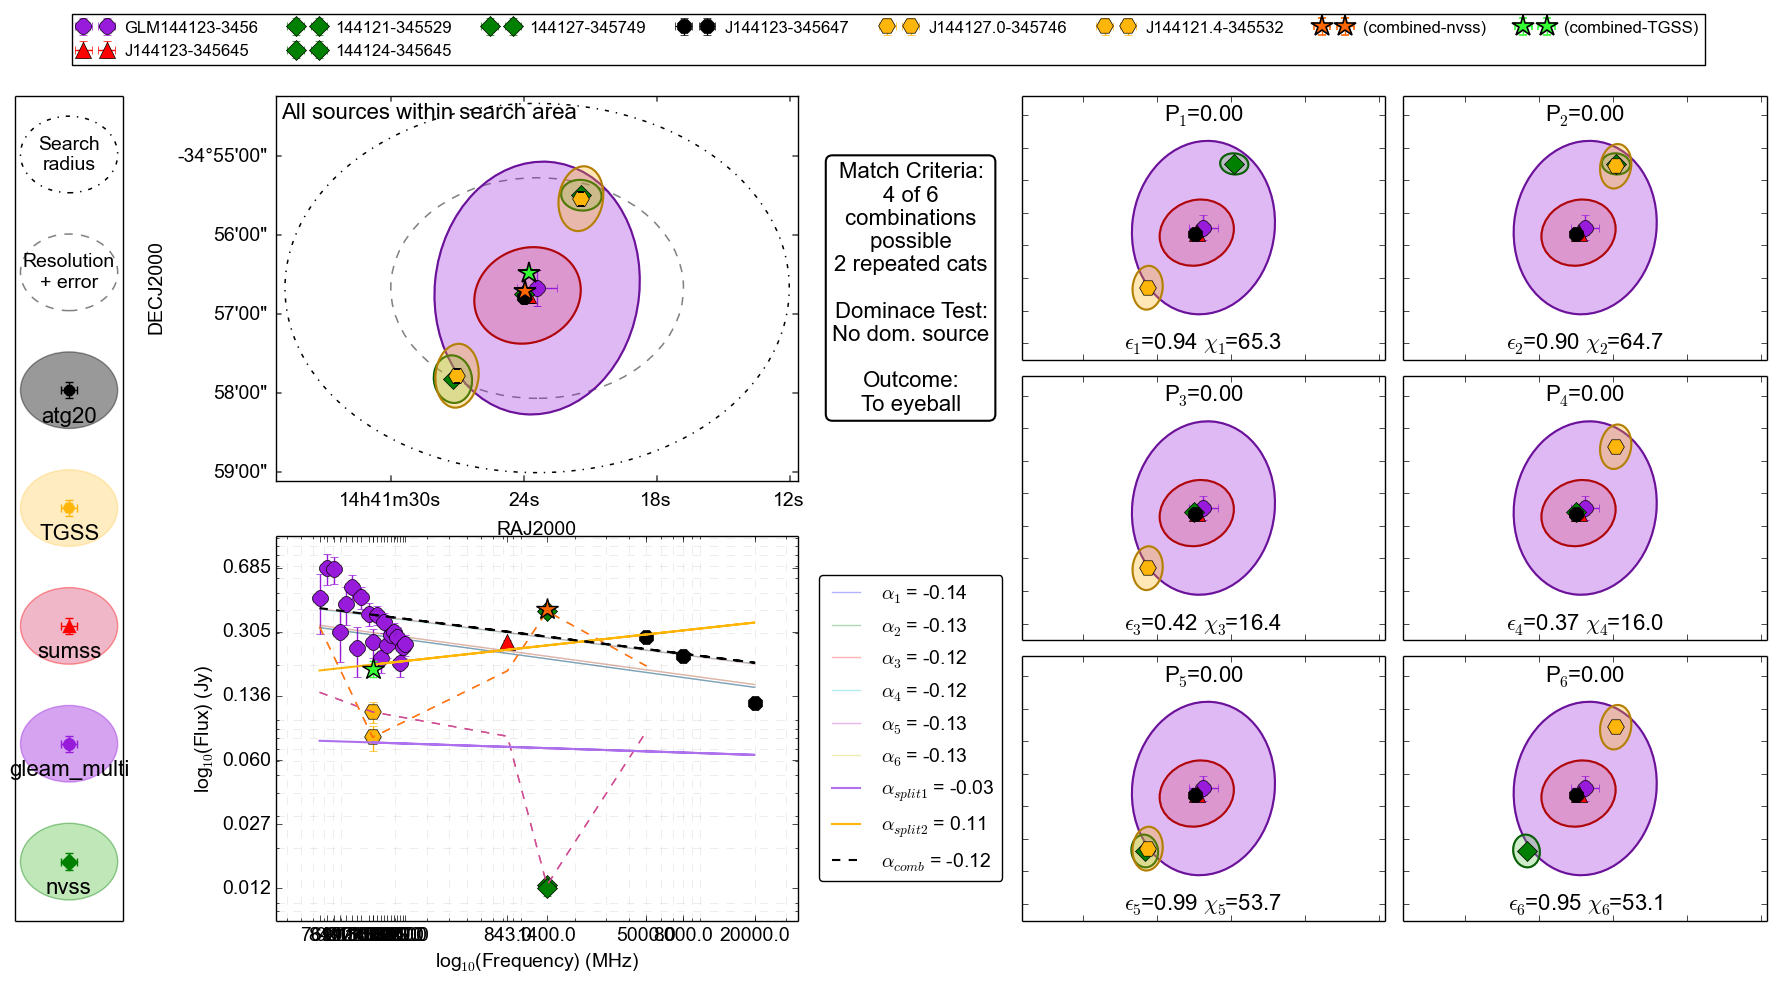 GLM144123-3456 144121-345529 144127-345749 J144123-345647 J144127.0-345746 J144121.4-345532 (combined-nvss) (combined-TGSS)
J144123-345645 144124-345645
Search
radius
Resolution
+ error
atg20
TGSS
sumss
gleam_multi
nvss
All sources within search area
DECJ2000
-34°55'00"
56'00"
57'00"
58'00"
59'00"
14h41m30s 24s 18s 12s
RAJ2000
Match Criteria:
4 of 6
combinations
possible
2 repeated cats
Dominace Test:
No dom. source
Outcome:
To eyeball
log10(Flux) (Jy)
0.685
0.305
0.136
0.060
0.027
0.012
843.0 1400.0 5000.0 8000.0 20000.0
log10(Frequency) (MHz)
α1 = -0.14
α2 = -0.13
α3 = -0.12
α4 = -0.12
α5 = -0.13
α6 = -0.13
αsplit1 = -0.03
αsplit2 = 0.11
αcomb = -0.12
P1=0.00
ϵ1=0.94 χ1=65.3
P2=0.00
ϵ2=0.90 χ2=64.7
P3=0.00
ϵ3=0.42 χ3=16.4
P4=0.00
ϵ4=0.37 χ4=16.0
P5=0.00
ϵ5=0.99 χ5=53.7
P6=0.00
ϵ6=0.95 χ6=53.1